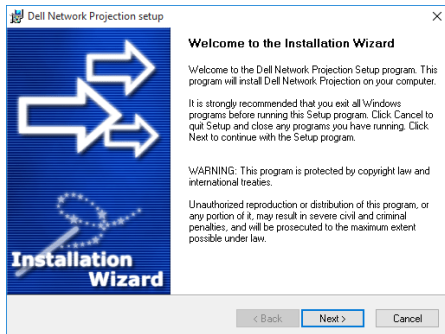 Dell Network Projection setup
Welcome to the Installation Wizard
Welcome to the Dell Network Projection Setup program. This
program will install Dell Network Projection on your computer.
It is strongly recommended that you exit all Windows
programs before running this Setup program. Click Cancel to
quit Setup and close any programs you have running. Click
Next to continue with the Setup program.
WARNING: This program is protected by copyright law and
international treaties.
Unauthorized reproduction or distribution of this program, or
any portion of it, may result in severe civil and criminal
penalties, and will be prosecuted to the maximum extent
possible under law.
Installation
Wizard
< Back
Next >
Cancel